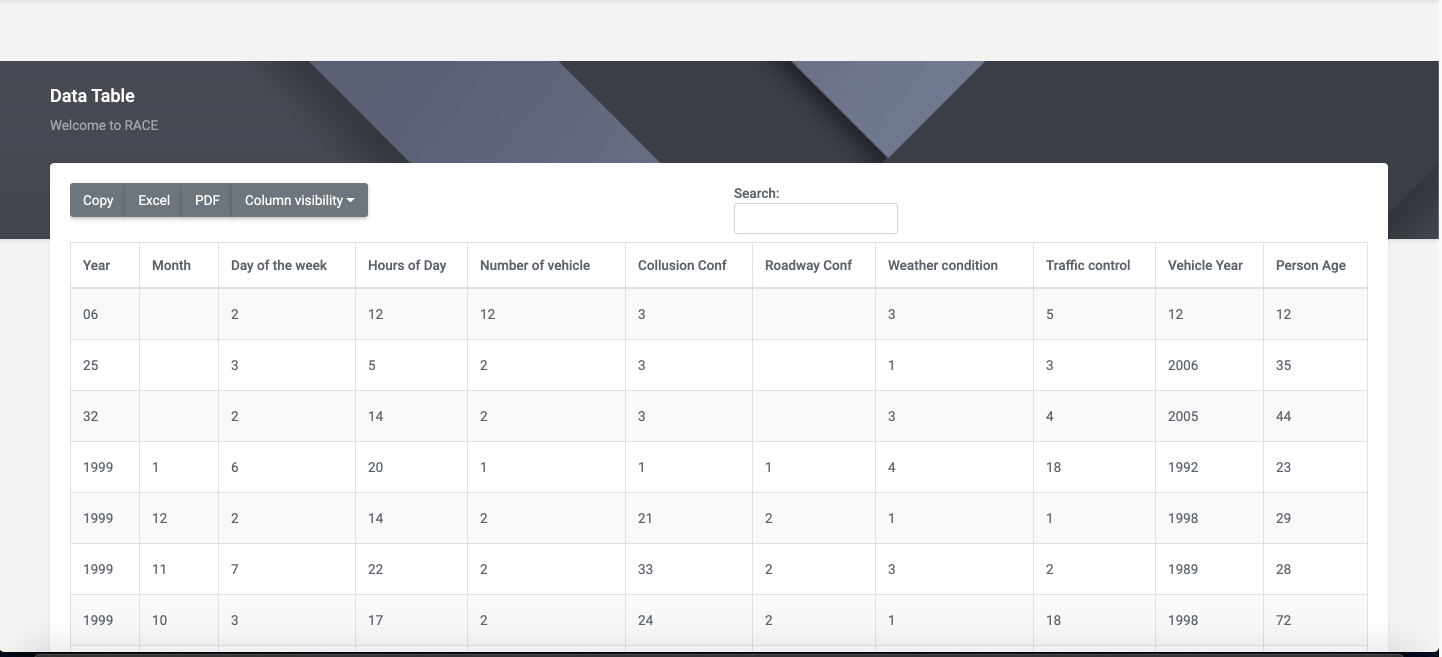 Data Table
Welcome to RACE
Copy Excel PDF Column visibility
Search:
Year Month Day of the week Hours of Day Number of vehicle Collusion Conf Roadway Conf Weather condition Traffic control Vehicle Year Person Age
06 2 12 12 3 3 5 12 12
25 3 5 2 3 1 3 2006 35
32 2 14 2 3 3 4 2005 44
1999 1 6 20 1 1 1 4 18 1992 23
1999 12 2 14 2 21 2 1 1 1998 29
1999 11 7 22 2 33 2 3 2 1989 28
1999 10 3 17 2 24 2 1 18 1998 72